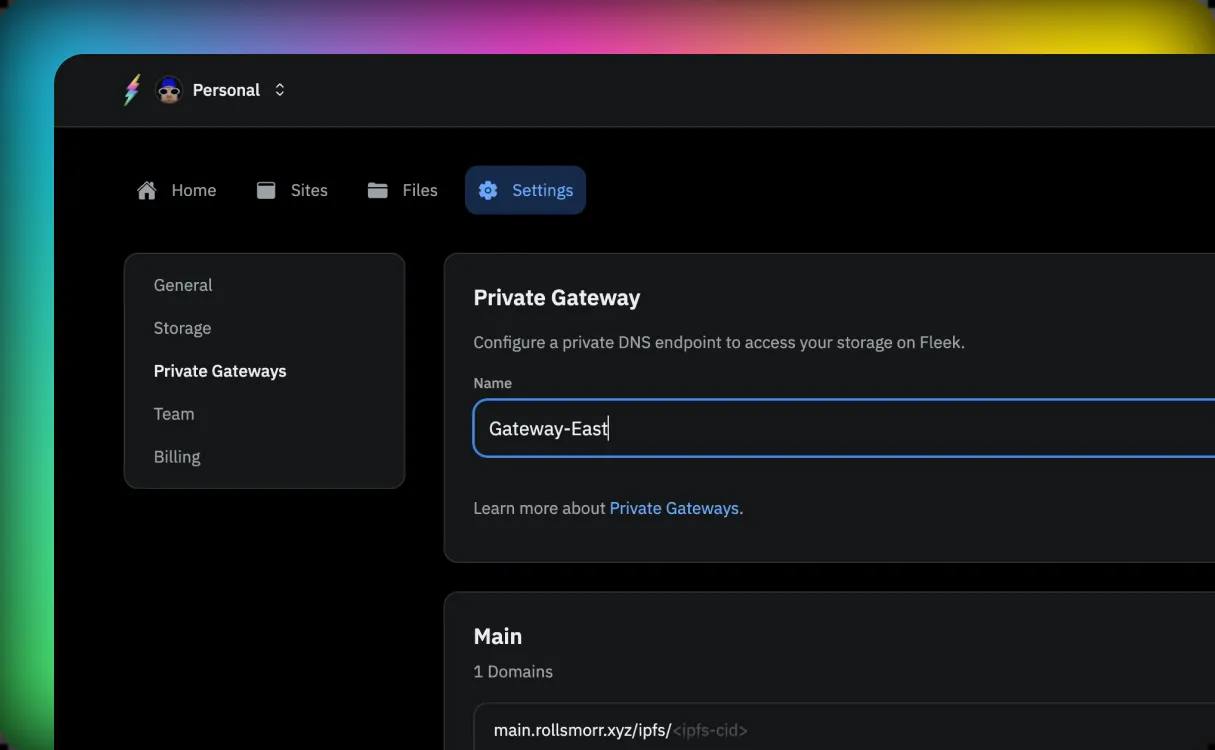 Personal
Home Sites Files Settings
General
Storage
Private Gateways
Team
Billing
Private Gateway
Configure a private DNS endpoint to access your storage on Fleek.
Name
Gateway-East
Learn more about Private Gateways.
Main
1 Domains
main.rollsmorr.xyz/ipfs/<ipfs-cid>